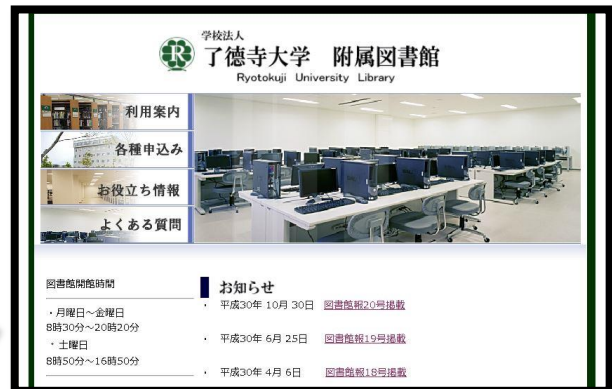 学校法人
了徳寺大学 附属図書館
Ryotokuji University Library
利用案内
各種申込み
お役立ち情報
よくある質問
図書館開館時間
・月曜日～金曜日
8時30分～20時20分
・土曜日
8時50分～16時50分
お知らせ
・ 平成30年 10月 30日 図書館報20号掲載
・ 平成30年 6月 25日 図書館報19号掲載
・ 平成30年 4月 6日 図書館報18号掲載